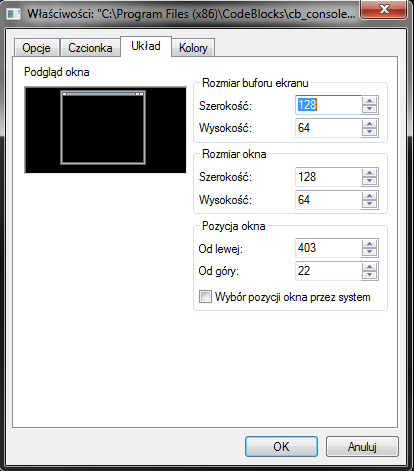 Właściwości: "C:\Program Files (x86)\CodeBlocks\cb_console...
Opcje Czcionka Układ Kolory
Podgląd okna
Rozmiar buforu ekranu
Szerokość: 128
Wysokość: 64
Rozmiar okna
Szerokość: 128
Wysokość: 64
Pozycja okna
Od lewej: 403
Od góry: 22
Wybór pozycji okna przez system
OK Anuluj